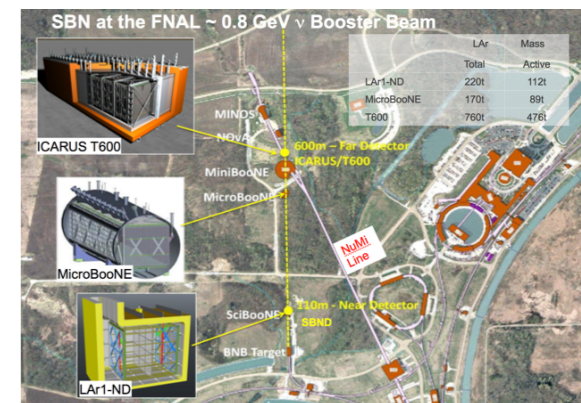 SBN at the FNAL ~ 0.8 GeV ν Booster Beam
LAr Mass
Total Active
LAr1-ND 220t 112t
MicroBooNE 170t 89t
T600 760t 476t
ICARUS T600
MINOS
NOvA
600m – Far Detector
ICARUS/T600
MiniBooNE
MicroBooNE
MicroBooNE
NuMi
Line
SciBooNE
110m - Near Detector
SBND
BNB Target
LAr1-ND